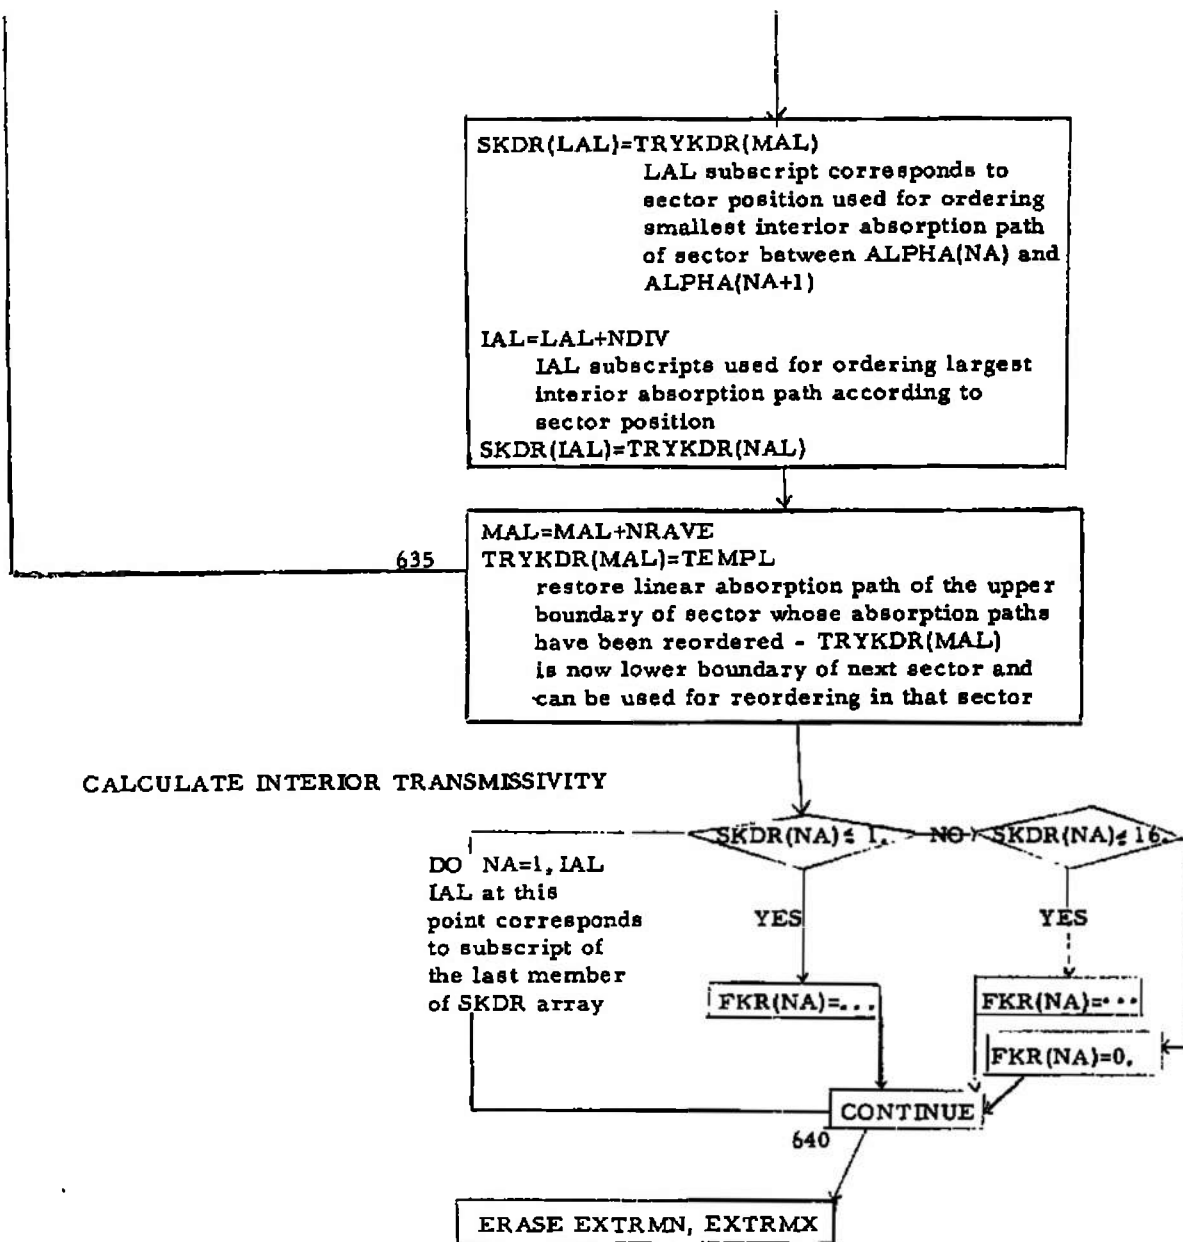 SKDR(LAL)=TRYKDR(MAL)
LAL subscript corresponds to
sector position used for ordering
smallest interior absorption path
of sector between ALPHA(NA) and
ALPHA(NA+1)
IAL=LAL+NDIV
IAL subscripts used for ordering largest
interior absorption path according to
sector position
SKDR(IAL)=TRYKDR(NAL)
MAL=MAL+NRAVE
635
TRYKDR(MAL)=TEMPL
restore linear absorption path of the upper
boundary of sector whose absorption paths
have been reordered - TRYKDR(MAL)
is now lower boundary of next sector and
can be used for reordering in that sector
CALCULATE INTERIOR TRANSMISSIVITY
SKDR(NA)≤ 1.
NO
SKDR(NA)≤ 16.
DO NA=1, IAL
IAL at this
point corresponds
to subscript of
the last member
of SKDR array
YES
YES
FKR(NA)=...
FKR(NA)=...
FKR(NA)=0.
CONTINUE
640
ERASE EXTRMN, EXTRMX